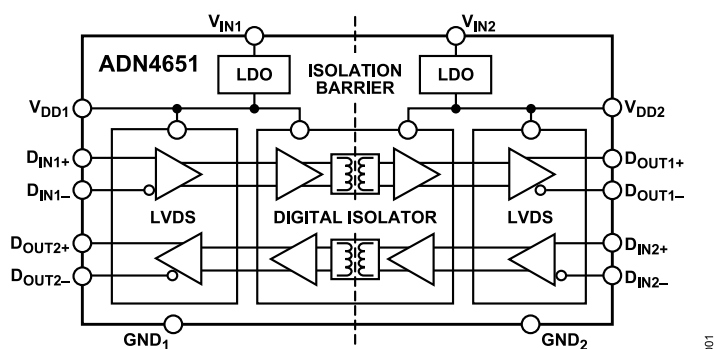 VIN1
VIN2
ADN4651
LDO
ISOLATION
BARRIER
LDO
VDD1
VDD2
DIN1+
DOUT1+
DIN1–
DOUT1–
LVDS
DIGITAL ISOLATOR
LVDS
DOUT2+
DIN2+
DOUT2–
DIN2–
GND1
GND2
001